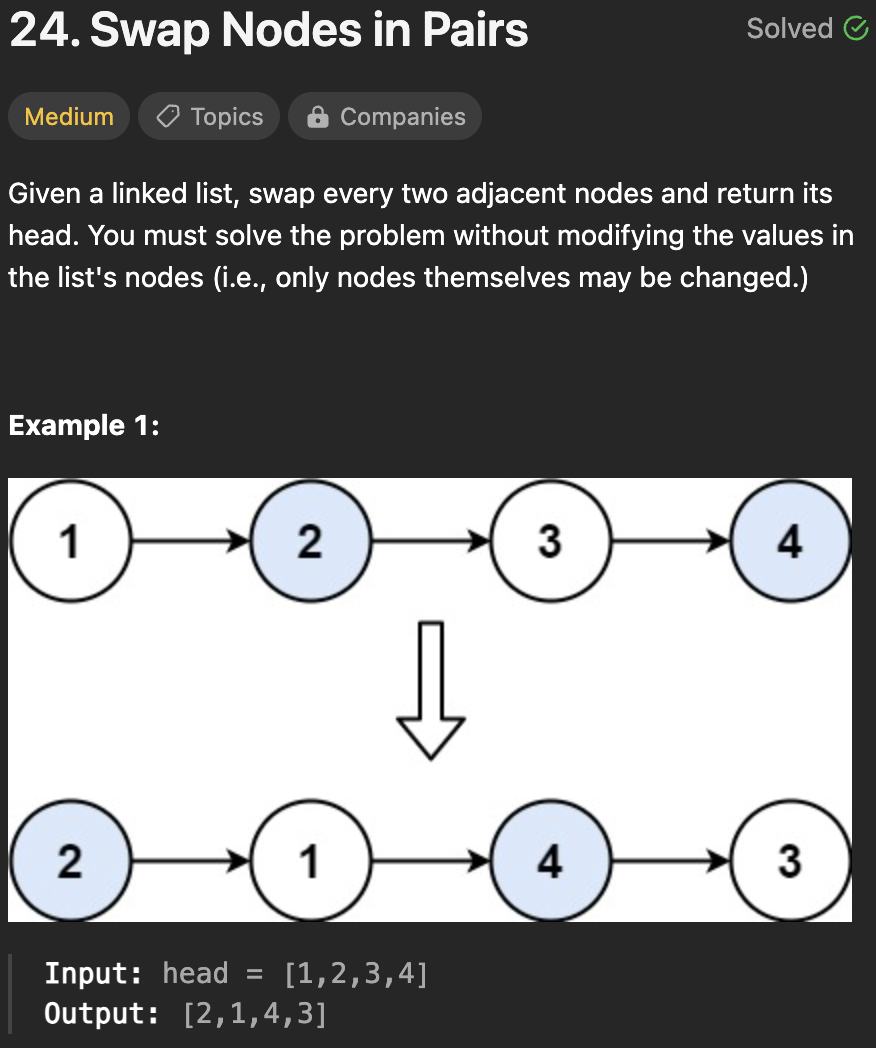 24. Swap Nodes in Pairs
Solved
Medium
Topics
Companies
Given a linked list, swap every two adjacent nodes and return its
head. You must solve the problem without modifying the values in
the list's nodes (i.e., only nodes themselves may be changed.)
Example 1:
1 2 3 4
2 1 4 3
Input: head = [1,2,3,4]
Output: [2,1,4,3]